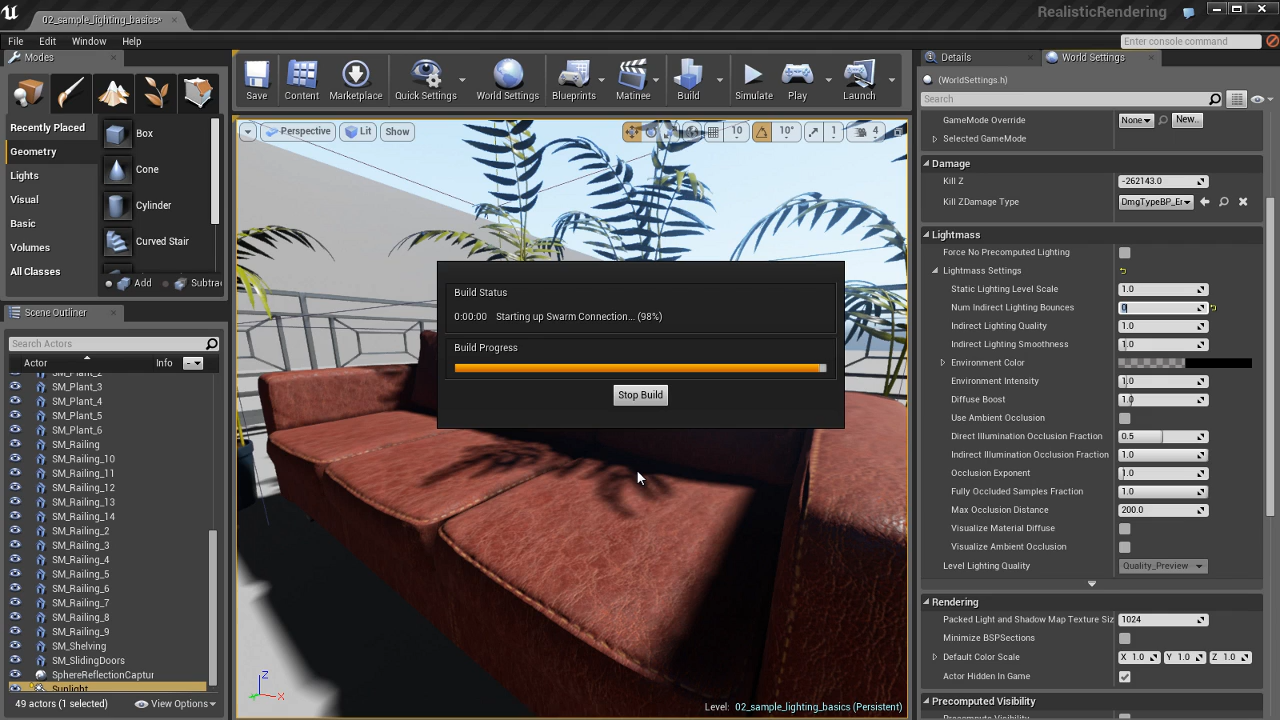 02_sample_lighting_basics*
RealisticRendering
File Edit Window Help
Enter console command
Modes
Recently Placed
Geometry
Lights
Visual
Basic
Volumes
All Classes
Box
Cone
Cylinder
Curved Stair
Add Subtra
Save Content Marketplace Quick Settings World Settings Blueprints Matinee Build Simulate Play Launch
Perspective Lit Show
10 10° 1 4
Build Status
0:00:00 Starting up Swarm Connection... (98%)
Build Progress
Stop Build
Z
X
Level: 02_sample_lighting_basics (Persistent)
Scene Outliner
Search Actors
Actor Info
SM_Plant_2
SM_Plant_3
SM_Plant_4
SM_Plant_5
SM_Plant_6
SM_Railing
SM_Railing_10
SM_Railing_11
SM_Railing_12
SM_Railing_13
SM_Railing_14
SM_Railing_2
SM_Railing_3
SM_Railing_4
SM_Railing_5
SM_Railing_6
SM_Railing_7
SM_Railing_8
SM_Railing_9
SM_Shelving
SM_SlidingDoors
SphereReflectionCaptur
Sunlight
49 actors (1 selected) View Options
Details World Settings
(WorldSettings.h)
Search
GameMode Override None New..
Selected GameMode
Damage
Kill Z -262143.0
Kill ZDamage Type DmgTypeBP_Er
Lightmass
Force No Precomputed Lighting
Lightmass Settings
Static Lighting Level Scale 1.0
Num Indirect Lighting Bounces 0
Indirect Lighting Quality 1.0
Indirect Lighting Smoothness 1.0
Environment Color
Environment Intensity 1.0
Diffuse Boost 1.0
Use Ambient Occlusion
Direct Illumination Occlusion Fraction 0.5
Indirect Illumination Occlusion Fraction 1.0
Occlusion Exponent 1.0
Fully Occluded Samples Fraction 1.0
Max Occlusion Distance 200.0
Visualize Material Diffuse
Visualize Ambient Occlusion
Level Lighting Quality Quality_Preview
Rendering
Packed Light and Shadow Map Texture Siz 1024
Minimize BSPSections
Default Color Scale X 1.0 Y 1.0 Z 1.0
Actor Hidden In Game
Precomputed Visibility